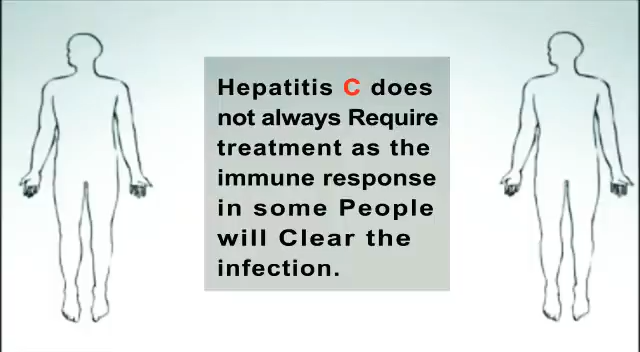 Hepatitis C does
not always Require
treatment as the
immune response
in some People
will Clear the
infection.